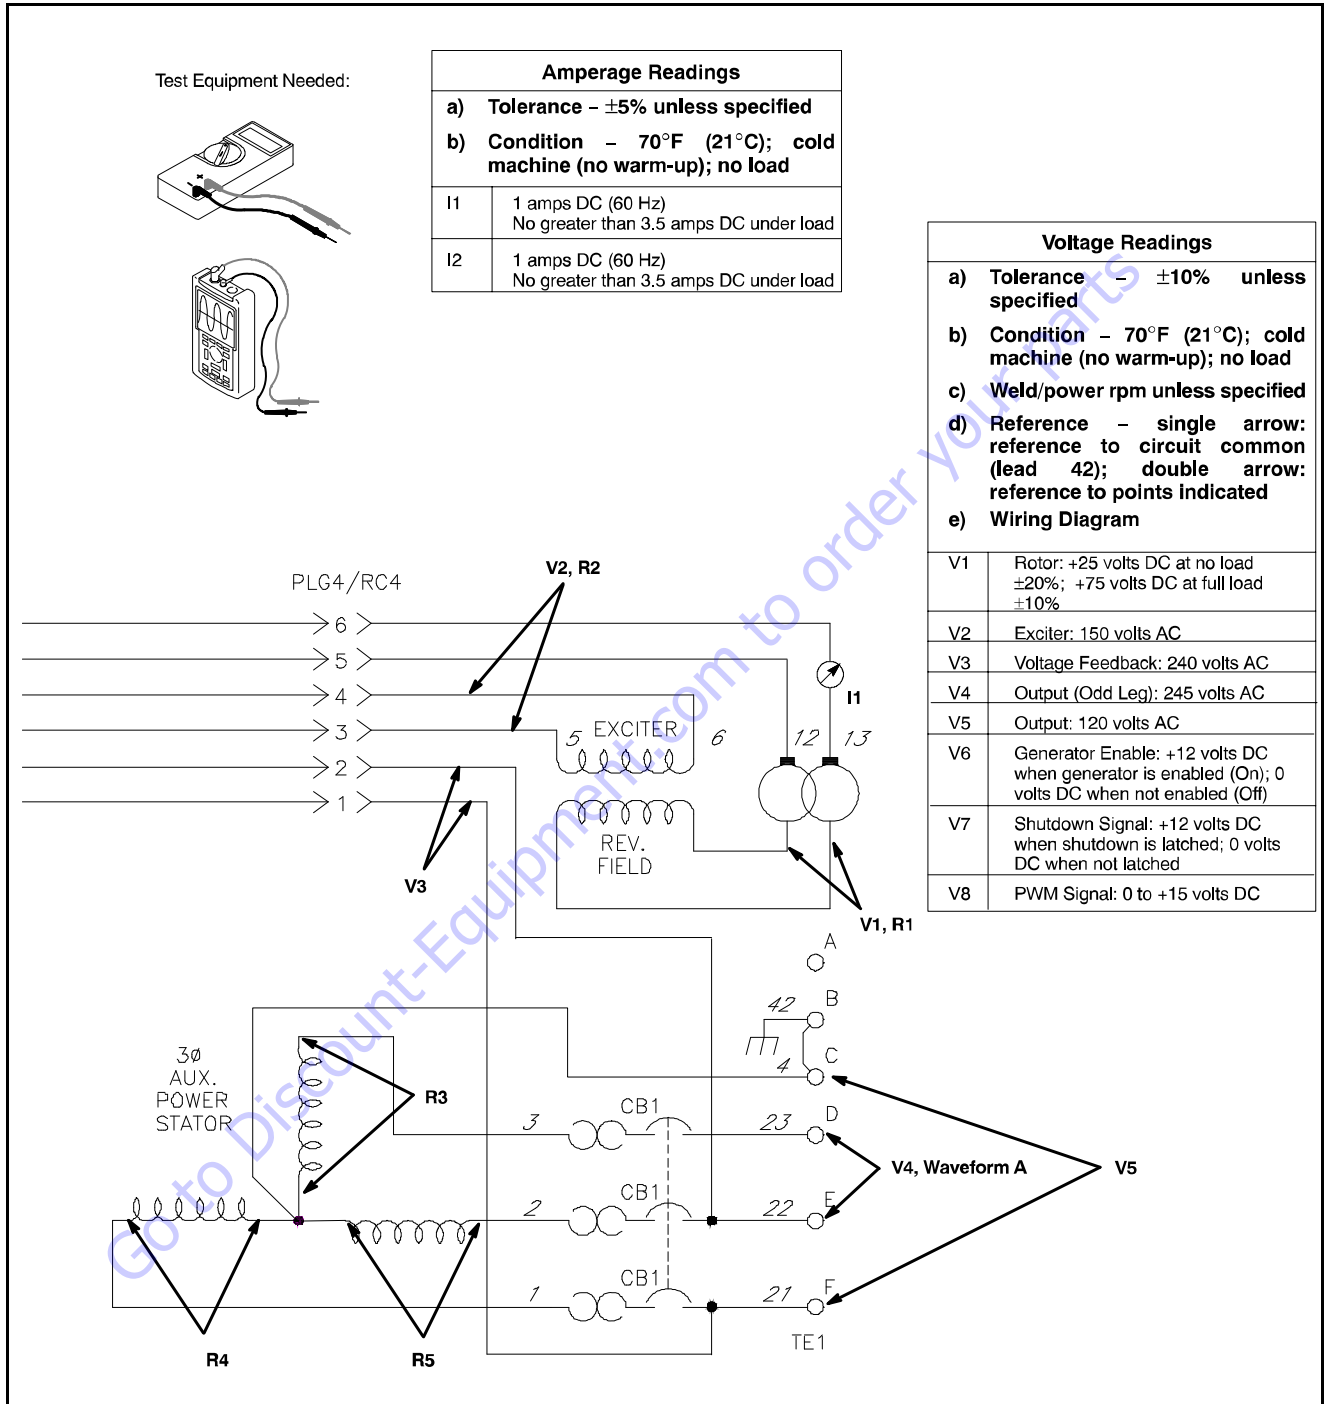 Test Equipment Needed:
Amperage Readings
a) Tolerance – ±5% unless specified
b) Condition – 70°F (21°C); cold
machine (no warm-up); no load
I1 1 amps DC (60 Hz)
No greater than 3.5 amps DC under load
I2 1 amps DC (60 Hz)
No greater than 3.5 amps DC under load
Voltage Readings
a) Tolerance – ±10% unless
specified
b) Condition – 70°F (21°C); cold
machine (no warm-up); no load
c) Weld/power rpm unless specified
d) Reference – single arrow:
reference to circuit common
(lead 42); double arrow:
reference to points indicated
e) Wiring Diagram
V1 Rotor: +25 volts DC at no load
±20%; +75 volts DC at full load
±10%
V2 Exciter: 150 volts AC
V3 Voltage Feedback: 240 volts AC
V4 Output (Odd Leg): 245 volts AC
V5 Output: 120 volts AC
V6 Generator Enable: +12 volts DC
when generator is enabled (On); 0
volts DC when not enabled (Off)
V7 Shutdown Signal: +12 volts DC
when shutdown is latched; 0 volts
DC when not latched
V8 PWM Signal: 0 to +15 volts DC
PLG4/RC4
V2, R2
6
5
4
3
2
1
I1
5 EXCITER 6 12 13
REV.
FIELD
V3
V1, R1
A
42 B
4 C
3ø
AUX.
POWER
STATOR
R3
3 CB1 23 D
V4, Waveform A
V5
2 CB1 22 E
1 CB1 21 F
TE1
R4
R5
Go to Discount-Equipment.com to order your parts